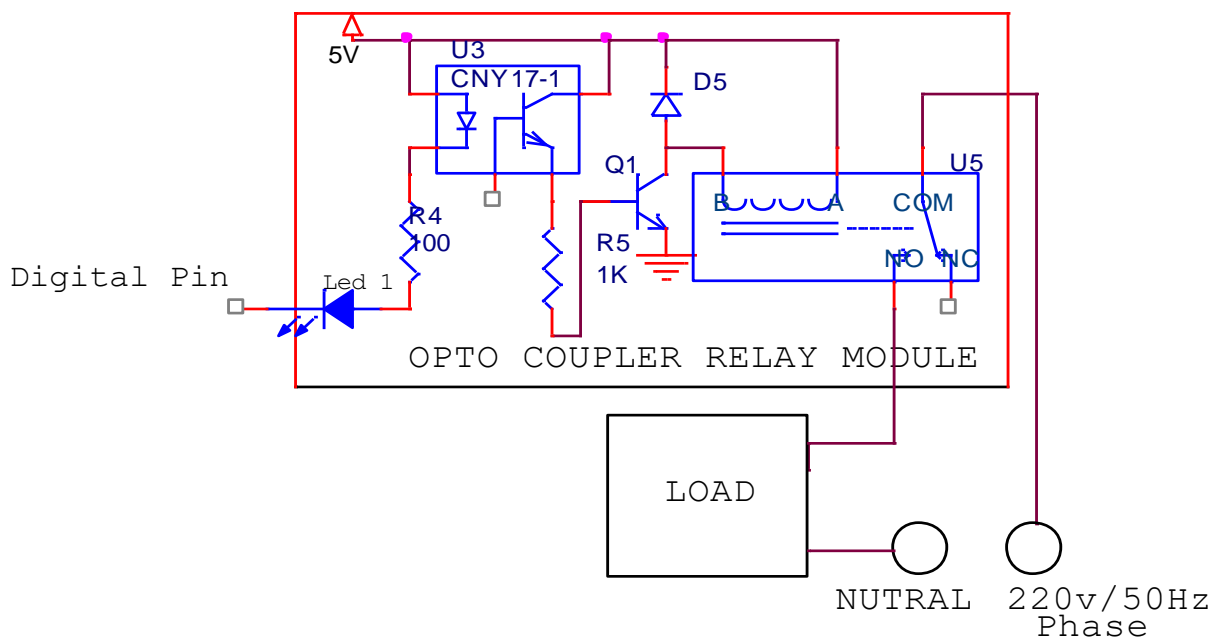 5V
U3
CNY17-1
D5
Q1
U5
B
A
COM
R4
100
R5
1K
NO
NC
Digital Pin
Led 1
OPTO COUPLER RELAY MODULE
LOAD
NUTRAL
220v/50Hz
Phase